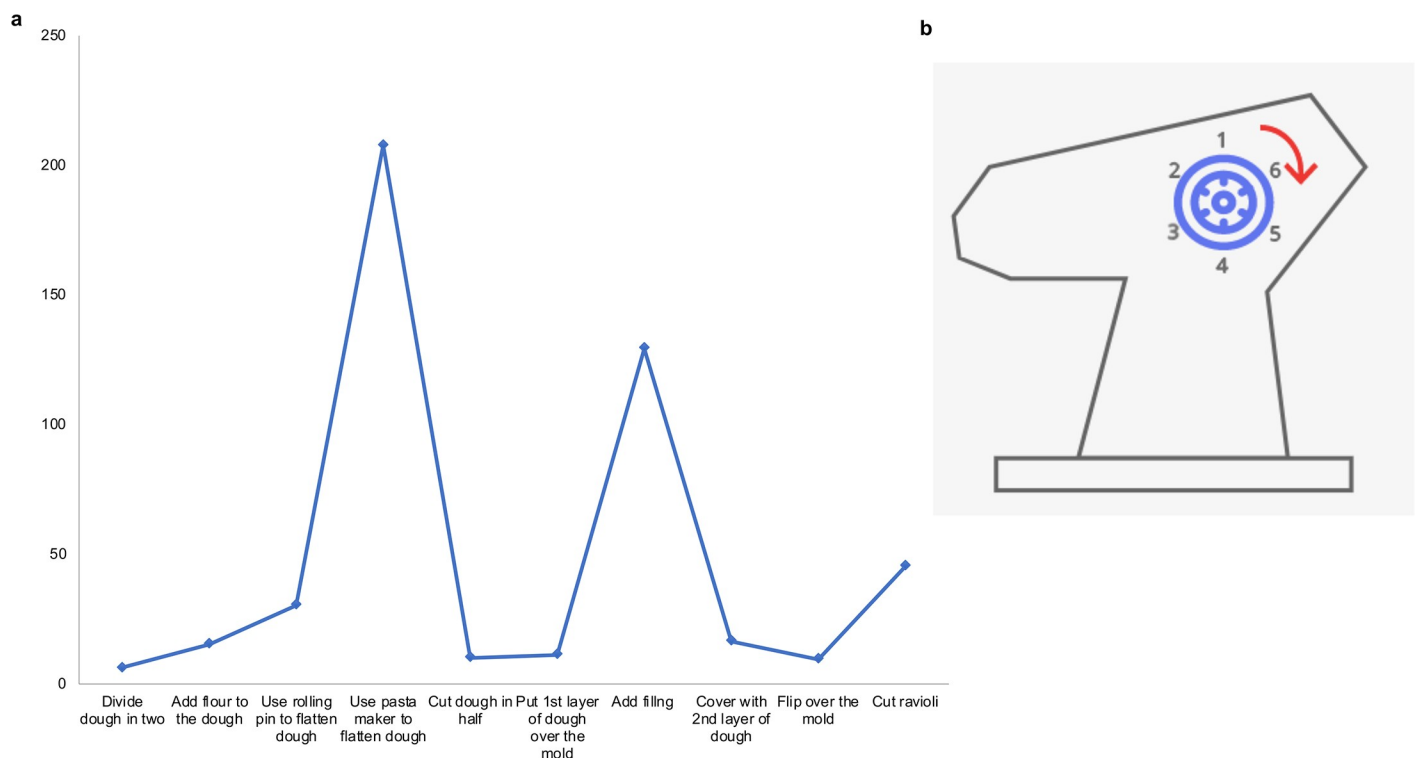 a
250
200
150
100
50
0
Divide
dough in two
Add flour to
the dough
Use rolling
pin to flatten
dough
Use pasta
maker to
flatten dough
Cut dough in
half
Put 1st layer
of dough
over the
mold
Add fillng
Cover with
2nd layer of
dough
Flip over the
mold
Cut ravioli
b
1
2
6
3
5
4